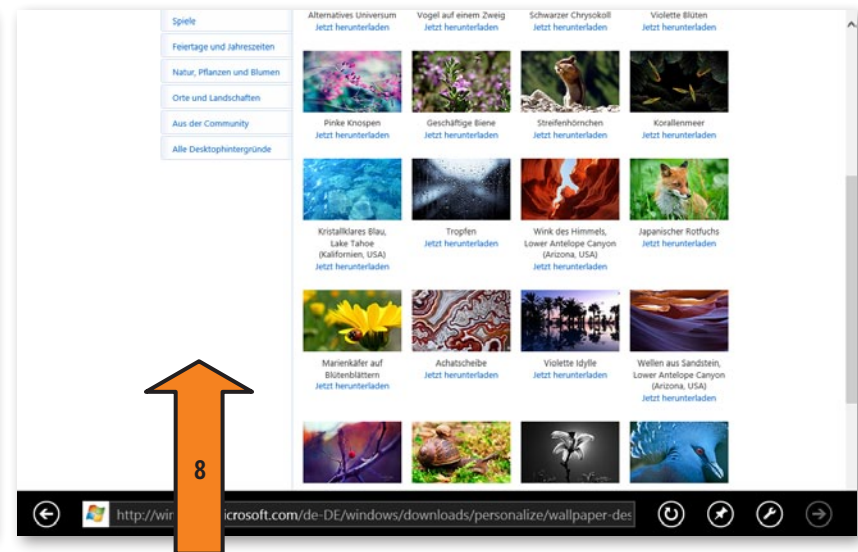 Spiele
Feiertage und Jahreszeiten
Natur, Pflanzen und Blumen
Orte und Landschaften
Aus der Community
Alle Desktophintergründe
Alternatives Universum
Jetzt herunterladen
Vogel auf einem Zweig
Jetzt herunterladen
Schwarzer Chrysokoll
Jetzt herunterladen
Violette Blüten
Jetzt herunterladen
Pinke Knospen
Jetzt herunterladen
Geschäftige Biene
Jetzt herunterladen
Streifenhörnchen
Jetzt herunterladen
Korallenmeer
Jetzt herunterladen
Kristallklares Blau,
Lake Tahoe
(Kalifornien, USA)
Jetzt herunterladen
Tropfen
Jetzt herunterladen
Wink des Himmels,
Lower Antelope Canyon
(Arizona, USA)
Jetzt herunterladen
Japanischer Rotfuchs
Jetzt herunterladen
Marienkäfer auf
Blütenblättern
Jetzt herunterladen
Achatscheibe
Jetzt herunterladen
Violette Idylle
Jetzt herunterladen
Wellen aus Sandstein,
Lower Antelope Canyon
(Arizona, USA)
Jetzt herunterladen
8
http://wir icrosoft.com/de-DE/windows/downloads/personalize/wallpaper-des